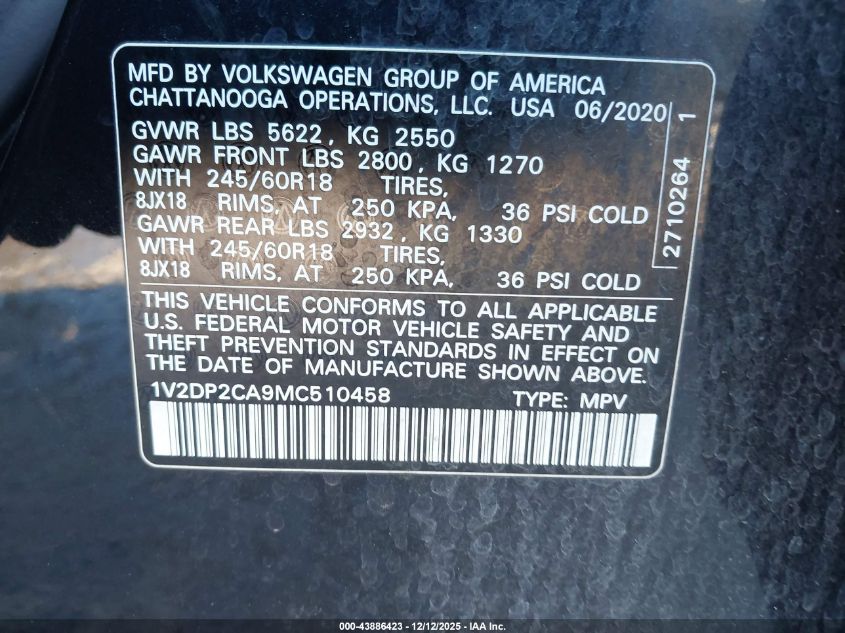 MFD BY VOLKSWAGEN GROUP OF AMERICA
CHATTANOOGA OPERATIONS, LLC. USA 06/2020
GVWR LBS 5622, KG 2550
GAWR FRONT LBS 2800, KG 1270
WITH 245/60R18 TIRES,
8JX18 RIMS, AT 250 KPA, 36 PSI COLD
GAWR REAR LBS 2932, KG 1330
WITH 245/60R18 TIRES,
8JX18 RIMS, AT 250 KPA, 36 PSI COLD
2710264 1
THIS VEHICLE CONFORMS TO ALL APPLICABLE
U.S. FEDERAL MOTOR VEHICLE SAFETY AND
THEFT PREVENTION STANDARDS IN EFFECT ON
THE DATE OF MANUFACTURE SHOWN ABOVE.
1V2DP2CA9MC510458 TYPE: MPV
000-43886423 - 12/12/2025 - IAA Inc.